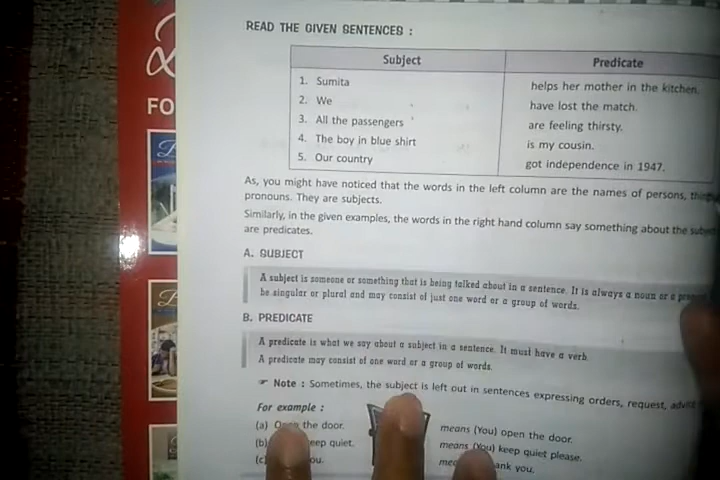 READ THE GIVEN SENTENCES :
Subject Predicate
1. Sumita helps her mother in the kitchen.
2. We have lost the match.
3. All the passengers are feeling thirsty.
4. The boy in blue shirt is my cousin.
5. Our country got independence in 1947.
As, you might have noticed that the words in the left column are the names of persons,
pronouns. They are subjects.
Similarly, in the given examples, the words in the right hand column say something about the
are predicates.
A. SUBJECT
A subject is someone or something that is being talked about in a sentence. It is always a noun or a
be singular or plural and may consist of just one word or a group of words.
B. PREDICATE
A predicate is what we say about a subject in a sentence. It must have a verb.
A predicate may consist of one word or a group of words.
☞ Note : Sometimes, the subject is left out in sentences expressing orders, request,
For example :
(a) Open the door. means (You) open the door.
(b) keep quiet. means (You) keep quiet please.
(c) you.
FO